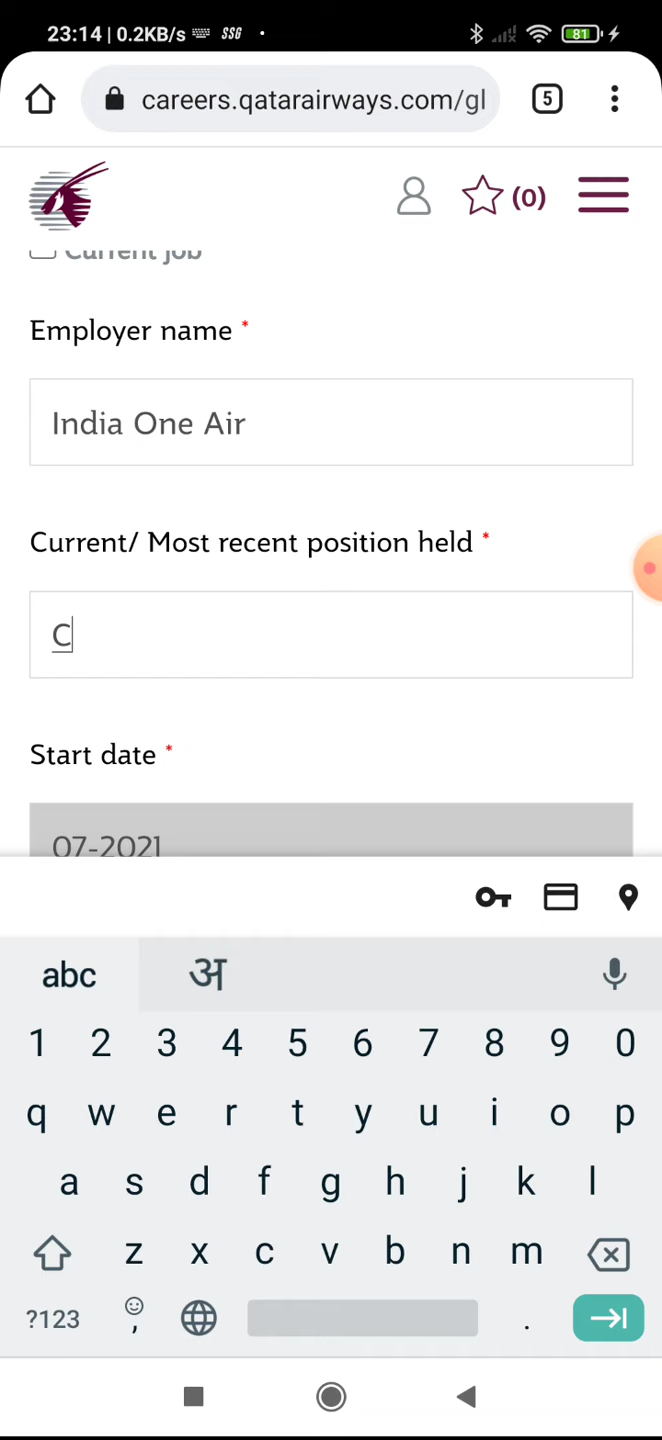 23:14 | 0.2KB/s SSG
81
careers.qatarairways.com/gl
5
(0)
Current job
Employer name *
India One Air
Current/ Most recent position held *
C
Start date *
07-2021
abc अ
1 2 3 4 5 6 7 8 9 0
q w e r t y u i o p
a s d f g h j k l
z x c v b n m
?123 , .